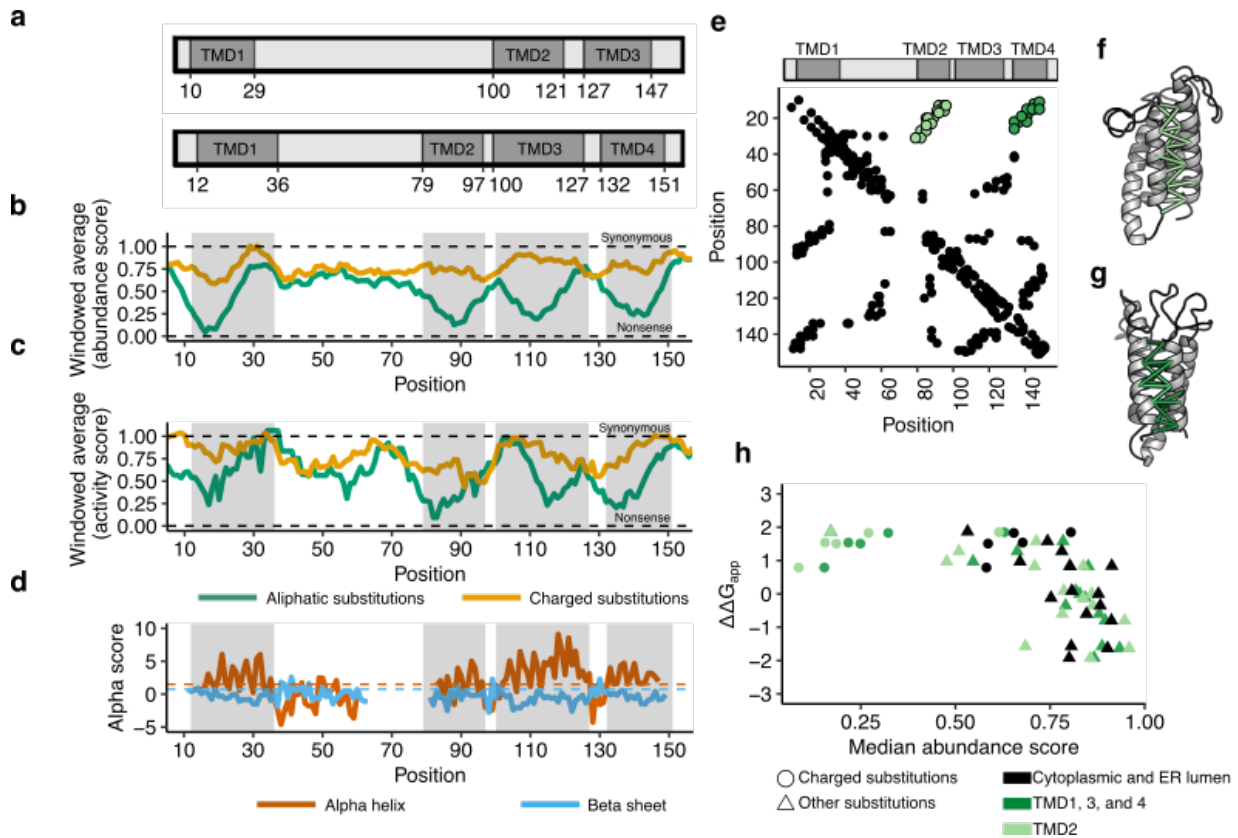 a
TMD1 TMD2 TMD3
10 29 100 121 127 147
TMD1 TMD2 TMD3 TMD4
12 36 79 97 100 127 132 151
b
Windowed average
(abundance score)
1.00
0.75
0.50
0.25
0.00
Synonymous
Nonsense
10 30 50 70 90 110 130 150
Position
c
Windowed average
(activity score)
1.00
0.75
0.50
0.25
0.00
Synonymous
Nonsense
10 30 50 70 90 110 130 150
Position
Aliphatic substitutions Charged substitutions
d
Alpha score
10
5
0
−5
10 30 50 70 90 110 130 150
Position
Alpha helix Beta sheet
e
TMD1 TMD2 TMD3 TMD4
Position
20
40
60
80
100
120
140
20 40 60 80 100 120 140
Position
f
g
h
ΔΔGapp
3
2
1
0
−1
−2
−3
0.25 0.50 0.75 1.00
Median abundance score
Charged substitutions Cytoplasmic and ER lumen
Other substitutions TMD1, 3, and 4
TMD2